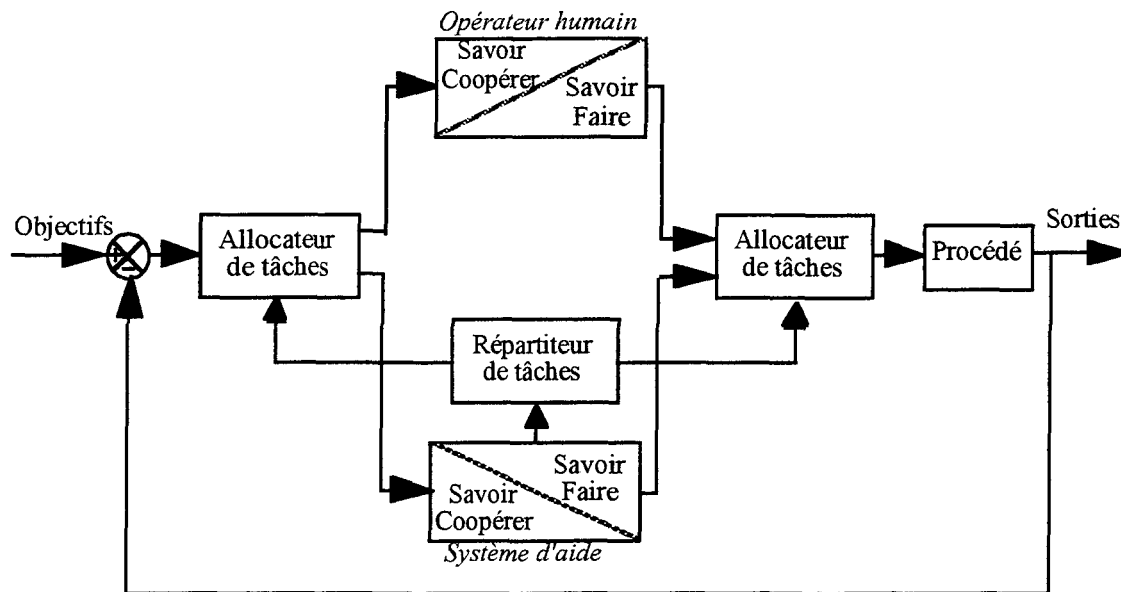 Opérateur humain
Savoir
Coopérer
Savoir
Faire
Objectifs
+
-
Allocateur
de tâches
Allocateur
de tâches
Procédé
Sorties
Répartiteur
de tâches
Savoir
Faire
Savoir
Coopérer
Système d'aide